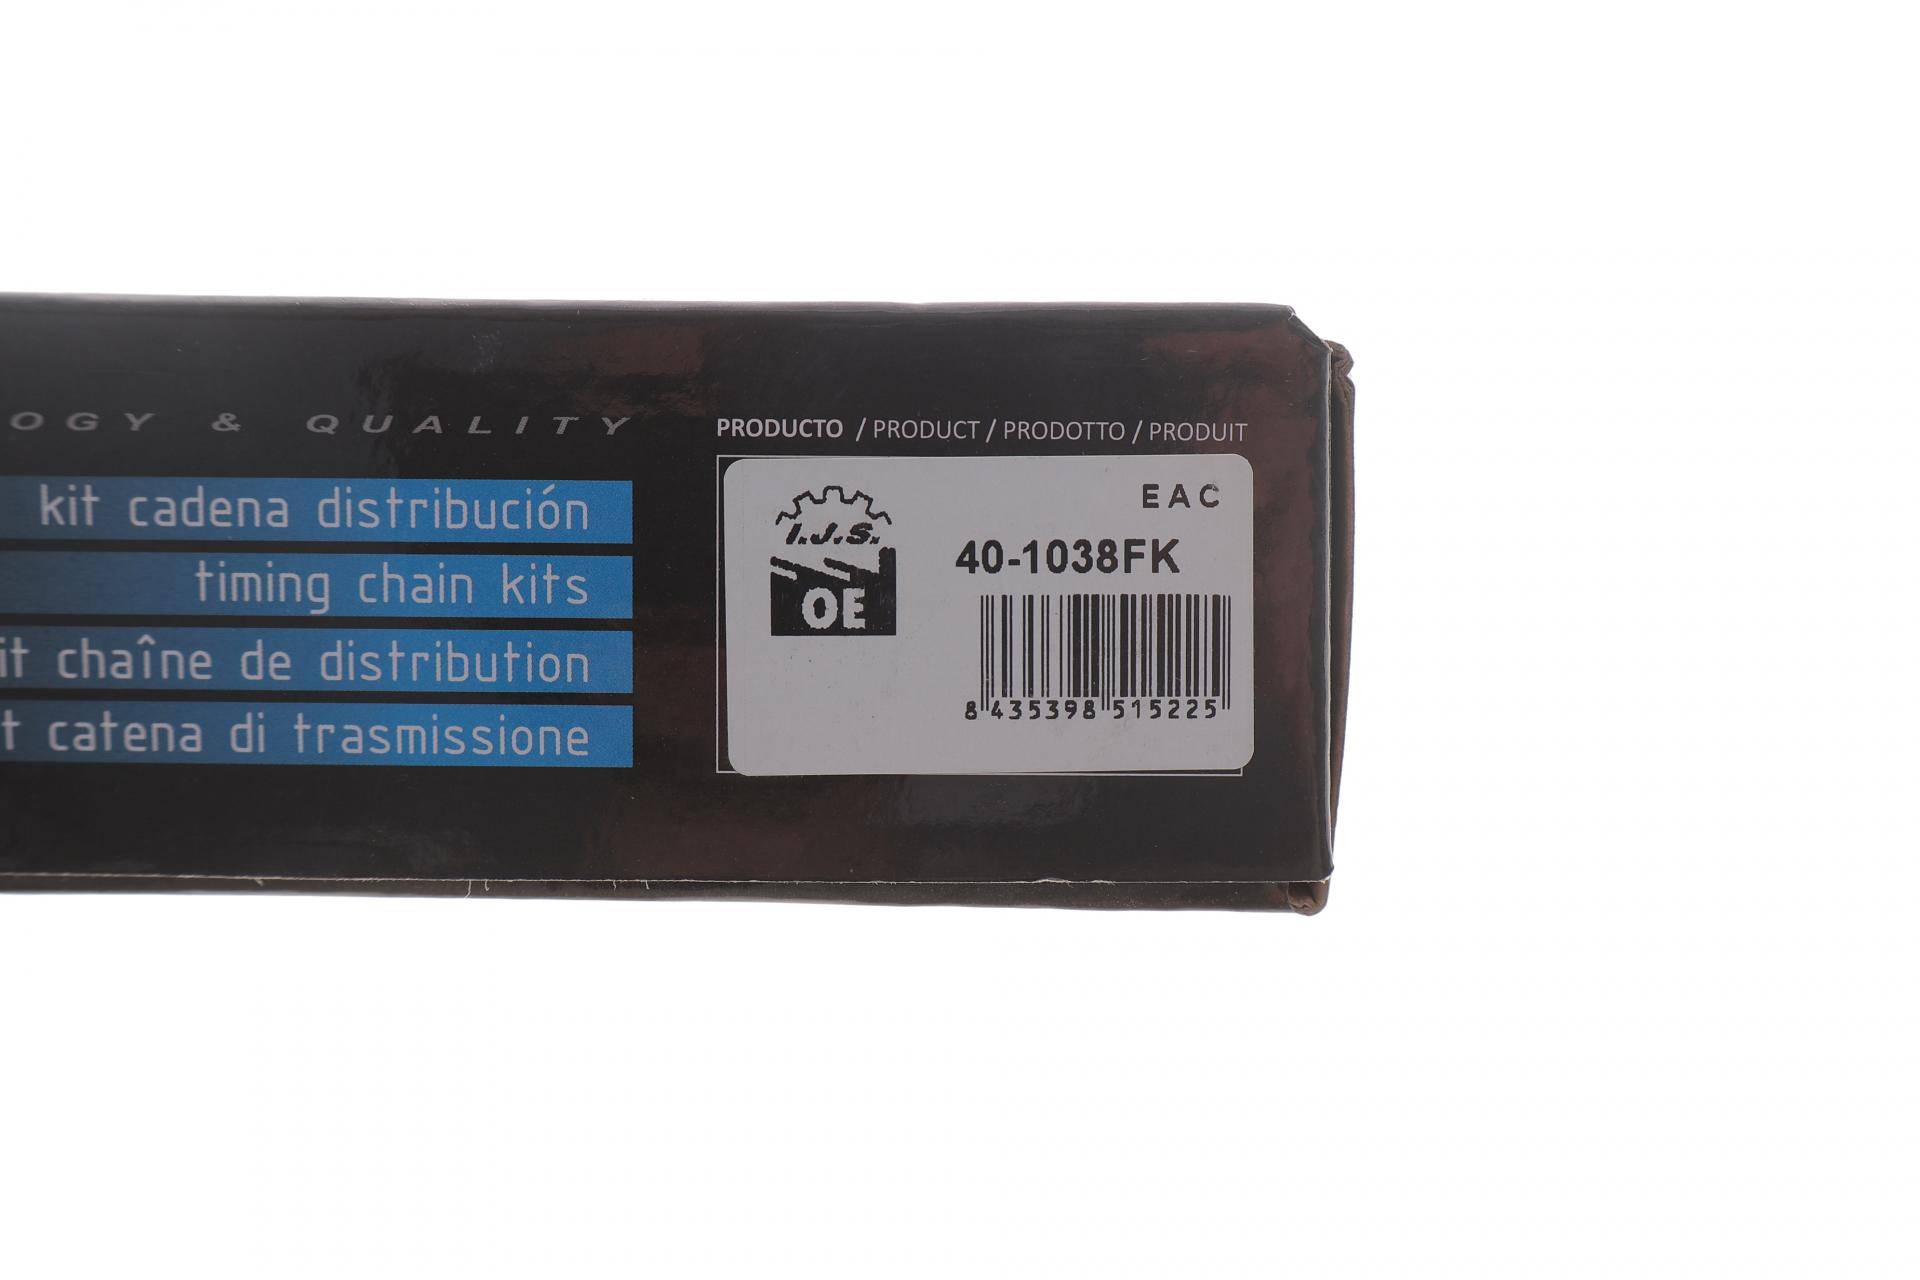 OGY & QUALITY
kit cadena distribución
timing chain kits
it chaîne de distribution
t catena di trasmissione
PRODUCTO / PRODUCT / PRODOTTO / PRODUIT
EAC
I.J.S.
OE
40-1038FK
8 435398 515225